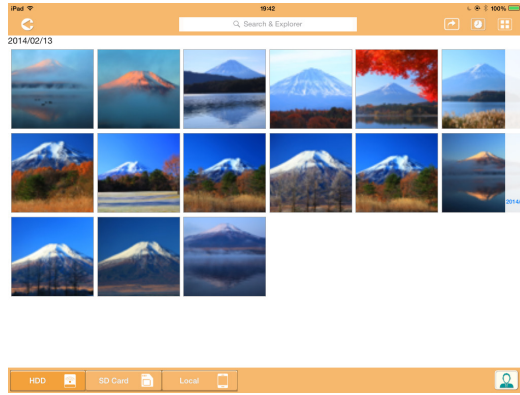 iPad 19:42 100%
Search & Explorer
2014/02/13
2014/
HDD SD Card Local